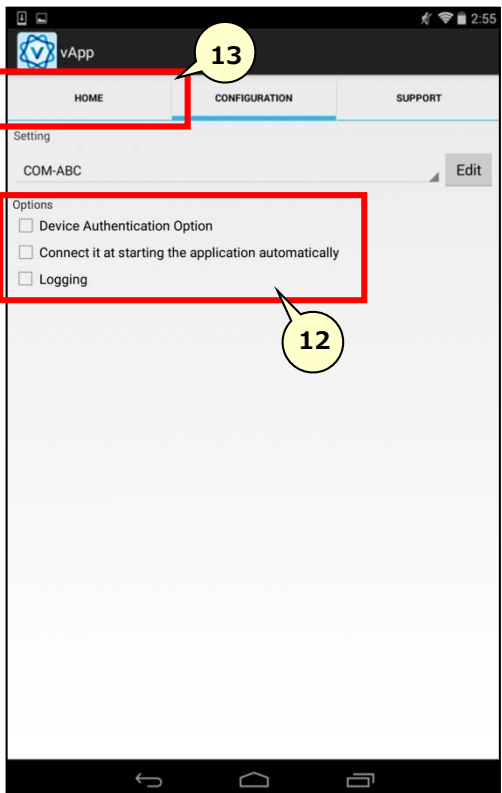 2:55
vApp
13
HOME CONFIGURATION SUPPORT
Setting
COM-ABC Edit
Options
Device Authentication Option
Connect it at starting the application automatically
Logging
12